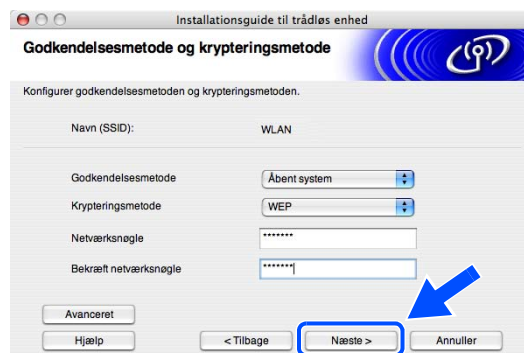 Installationsguide til trådløs enhed
Godkendelsesmetode og krypteringsmetode
Konfigurer godkendelsesmetoden og krypteringsmetoden.
Navn (SSID): WLAN
Godkendelsesmetode Åbent system
Krypteringsmetode WEP
Netværksnøgle *******
Bekræft netværksnøgle *******
Avanceret
Hjælp < Tilbage Næste > Annuller